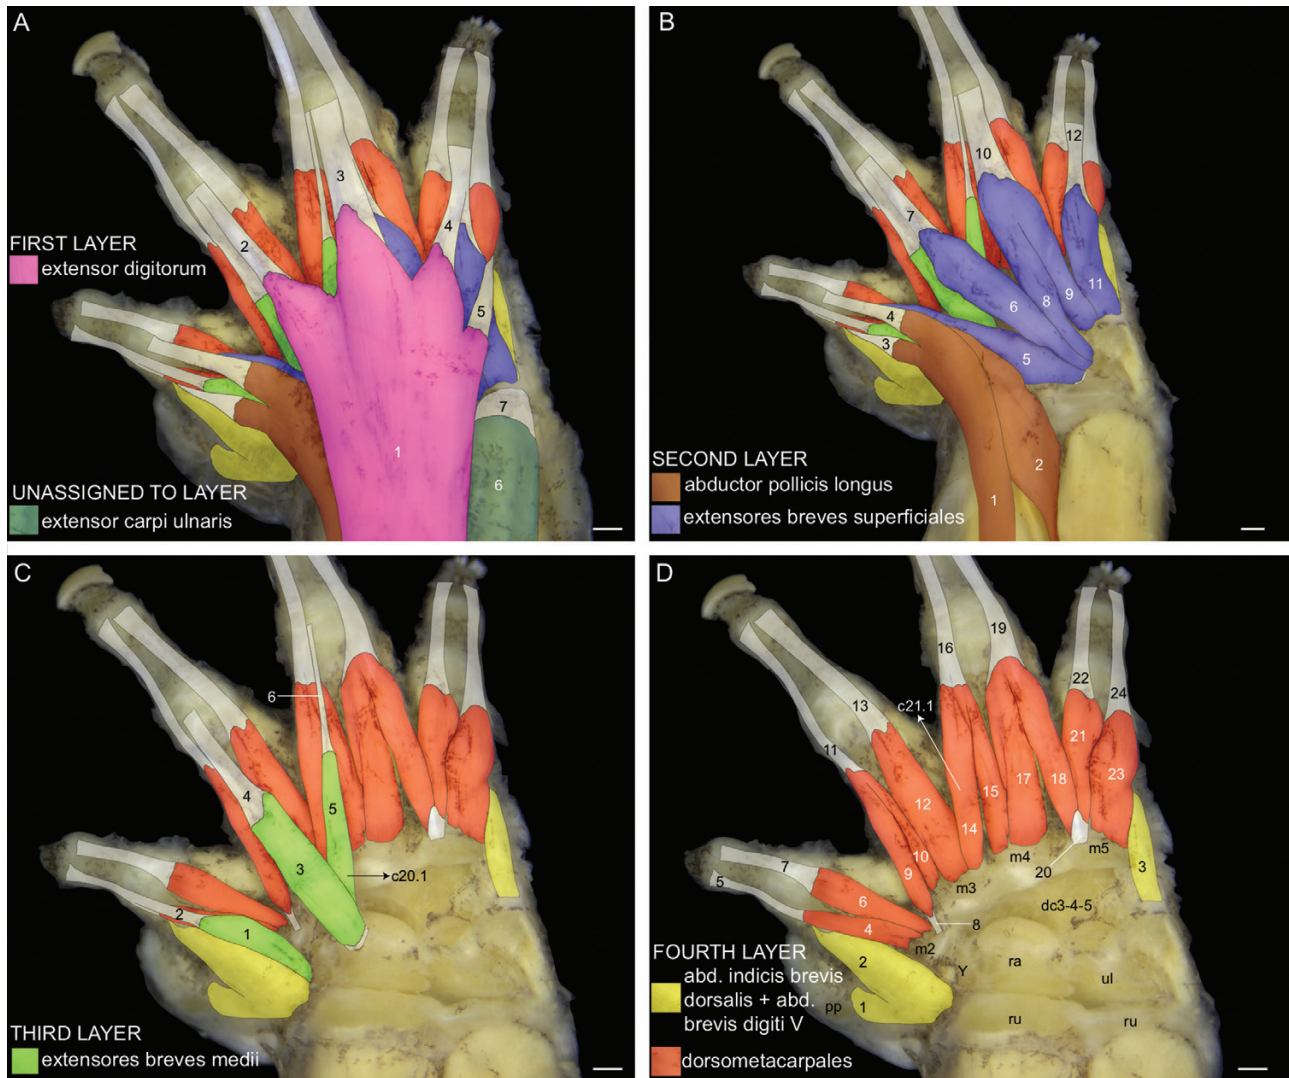 A
3
2
4
FIRST LAYER
extensor digitorum
5
7
1
6
UNASSIGNED TO LAYER
extensor carpi ulnaris
B
12
10
7
11
9
8
6
4
3
5
SECOND LAYER
2
abductor pollicis longus
1
extensores breves superficiales
C
6
4
5
3
c20.1
2
1
THIRD LAYER
extensores breves medii
D
19
16
22
24
13
c21.1
21
11
23
17
18
15
12
14
10
m5
m4
9
20
3
7
m3
5
6
dc3-4-5
8
4
m2
FOURTH LAYER
2
ra
Y
ul
abd. indicis brevis
dorsalis + abd.
pp
1
brevis digiti V
ru
ru
dorsometacarpales